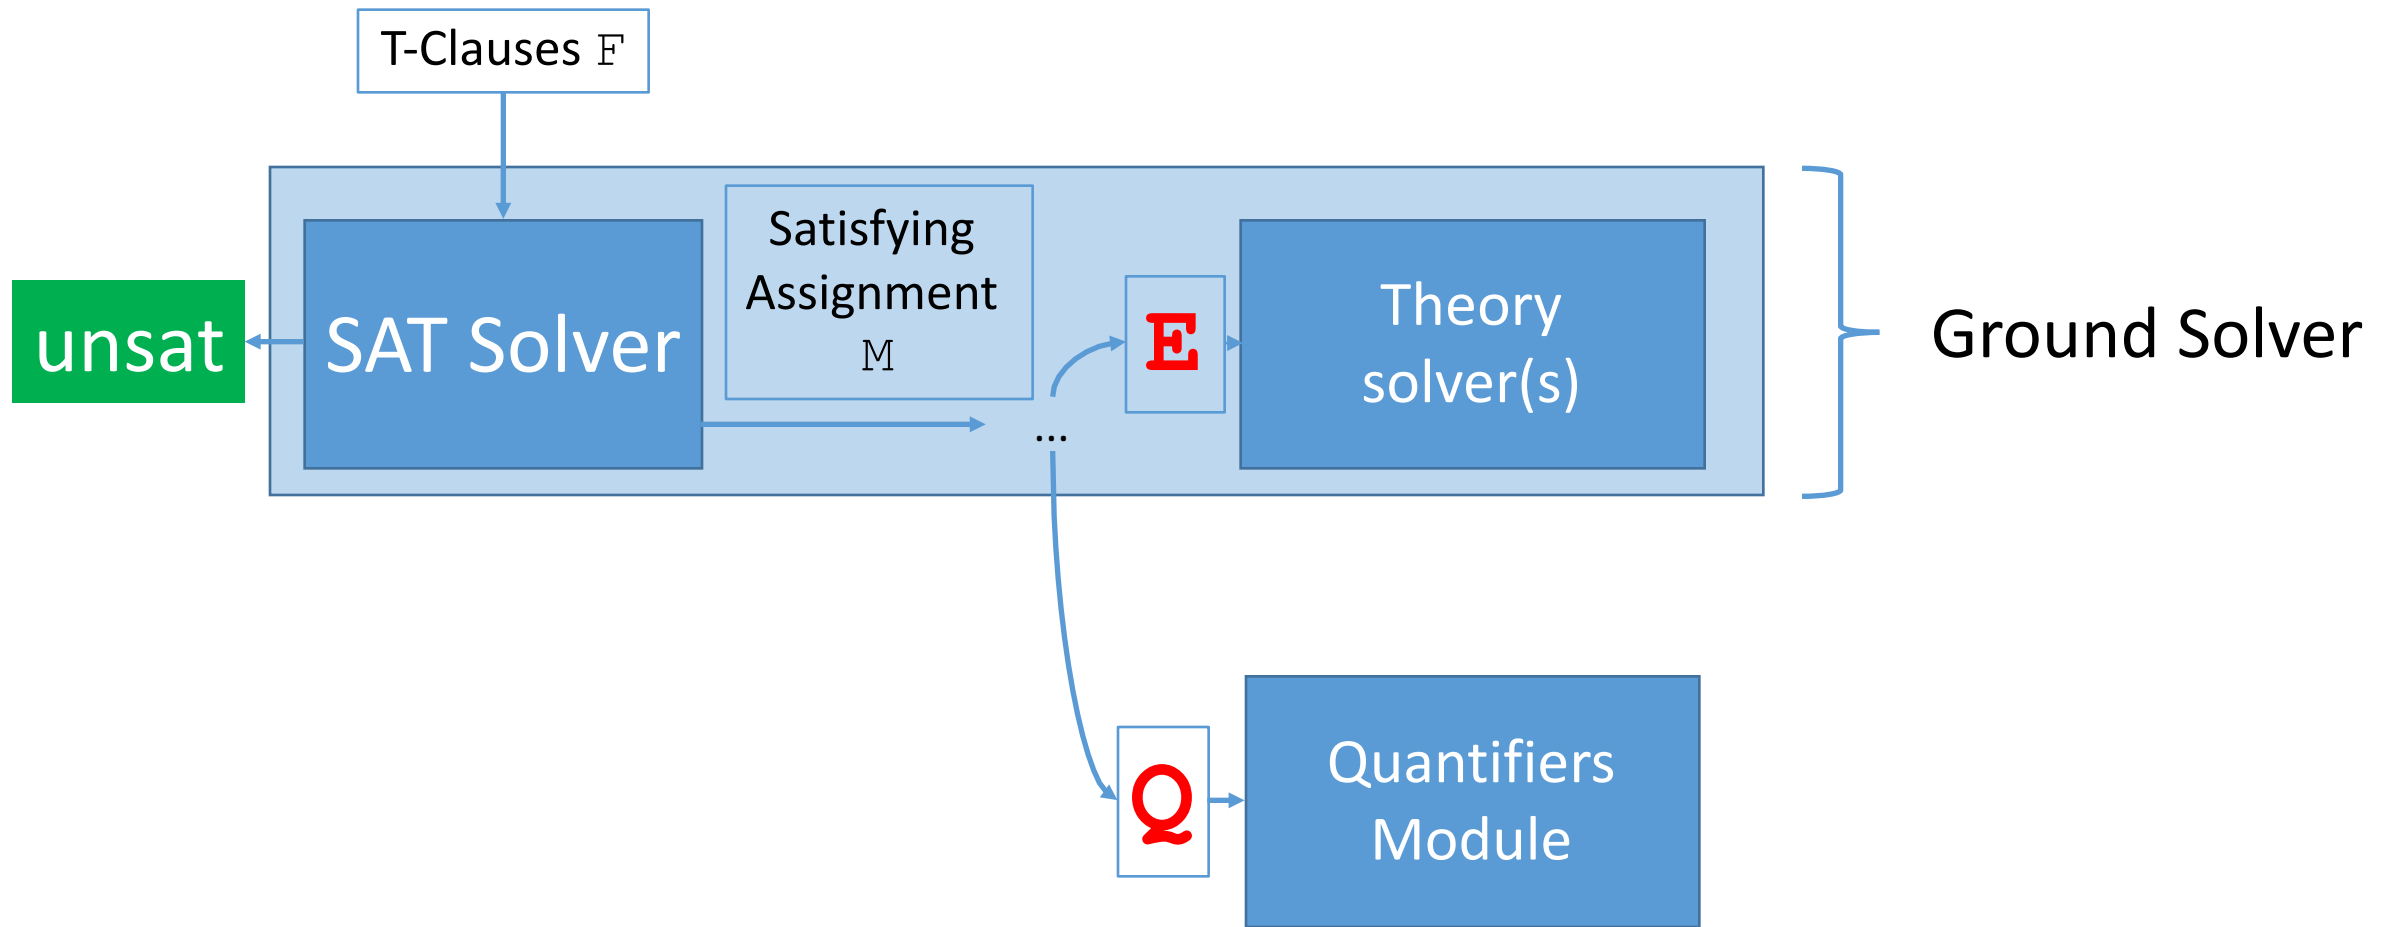 T-Clauses F
Satisfying
Assignment
M
unsat
SAT Solver
...
E
Theory
solver(s)
Ground Solver
Q
Quantifiers
Module